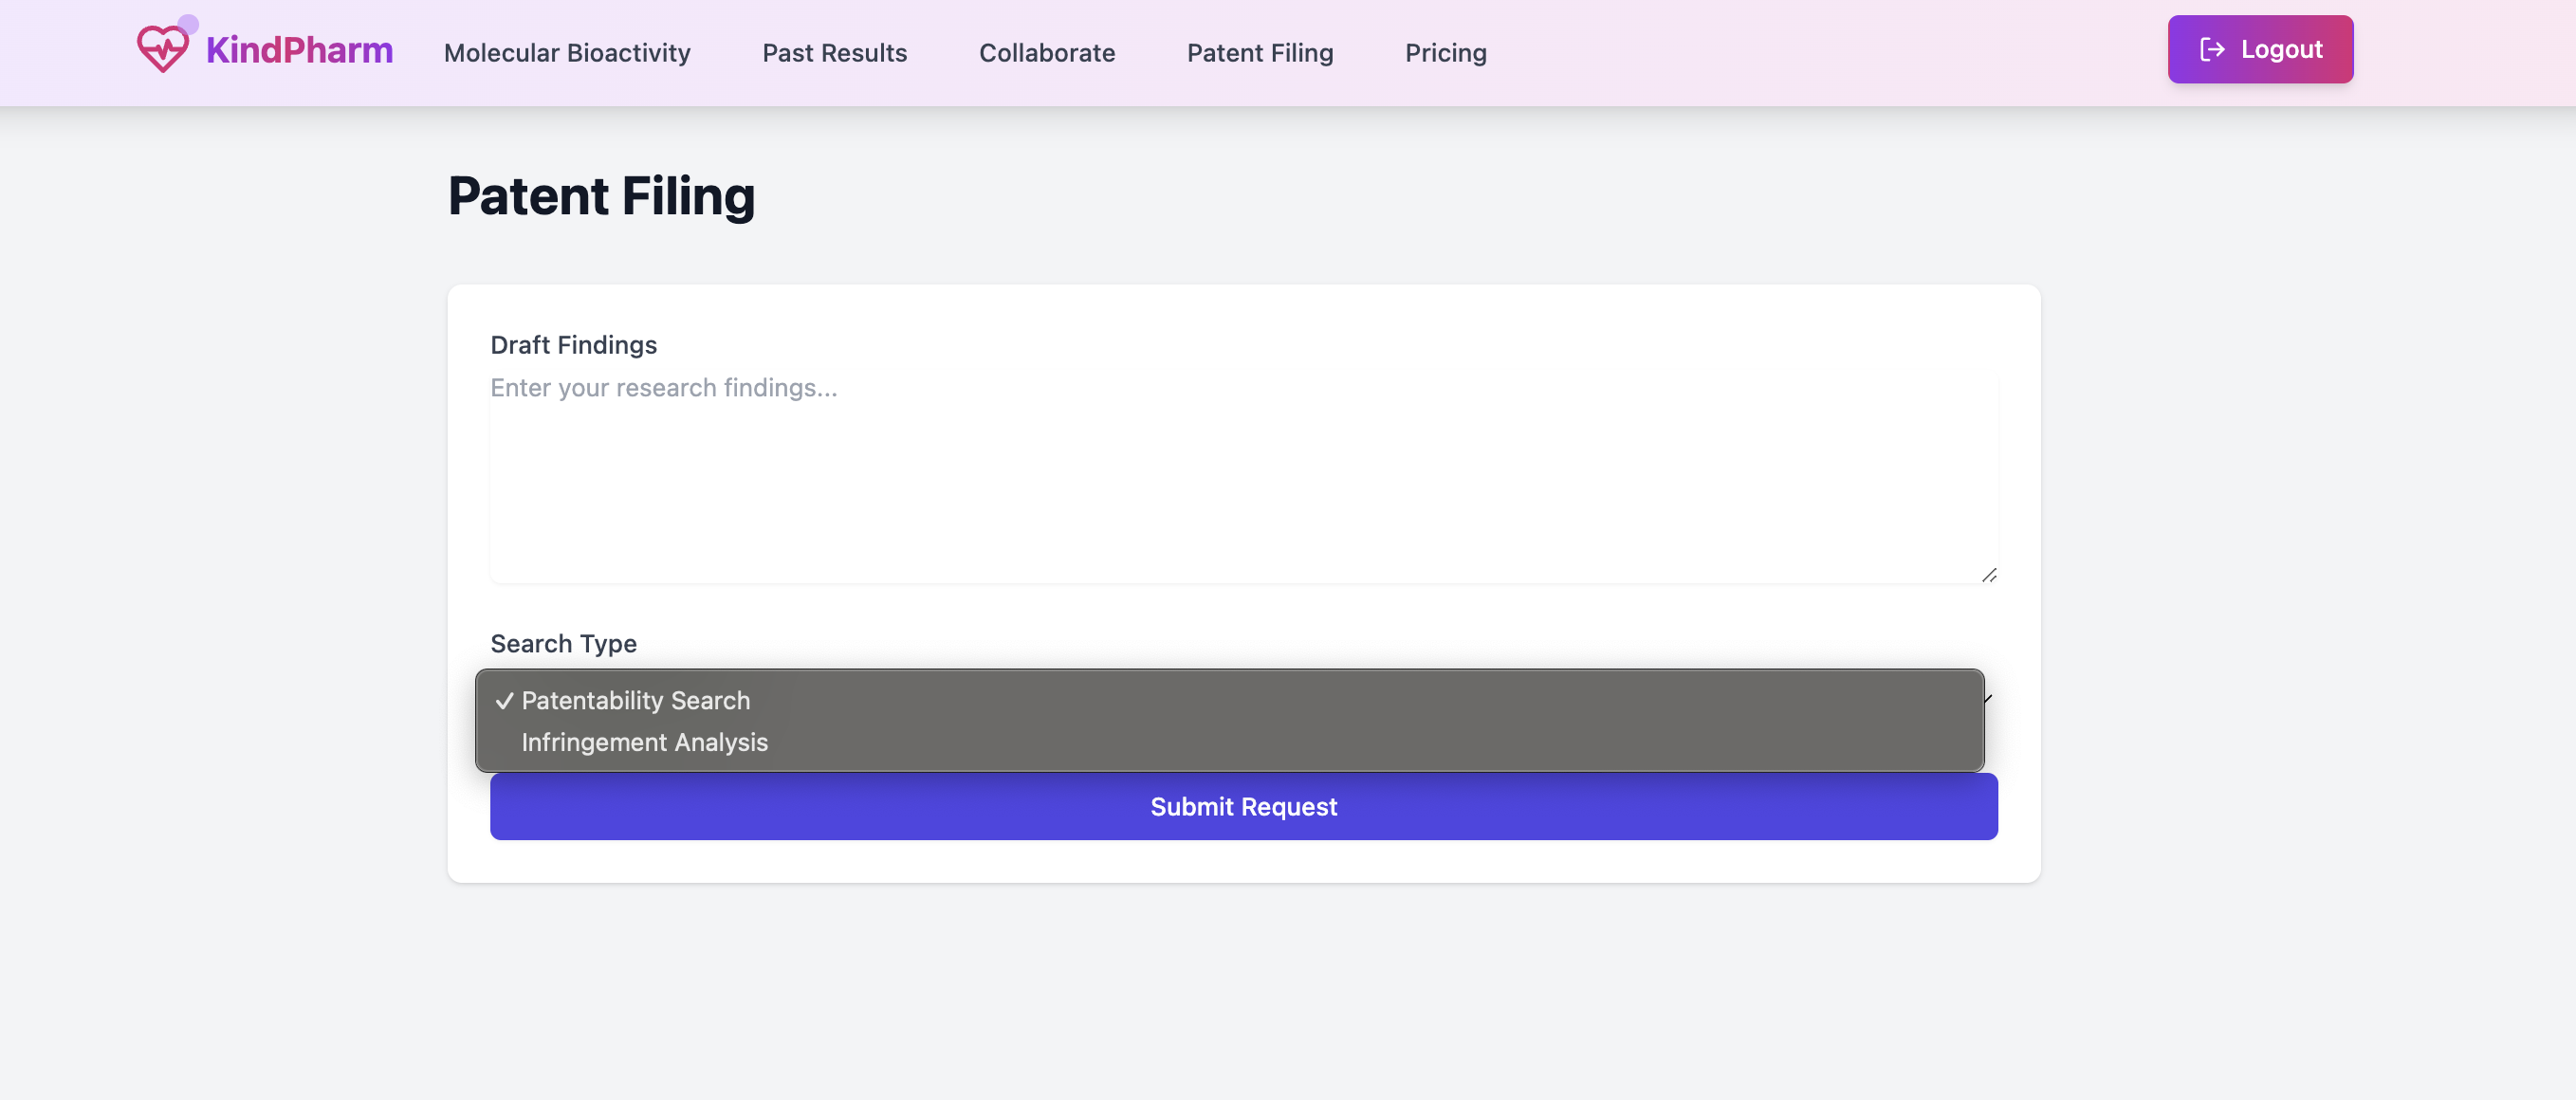 KindPharm Molecular Bioactivity Past Results Collaborate Patent Filing Pricing Logout
Patent Filing
Draft Findings
Enter your research findings...
Search Type
✓ Patentability Search
Infringement Analysis
Submit Request